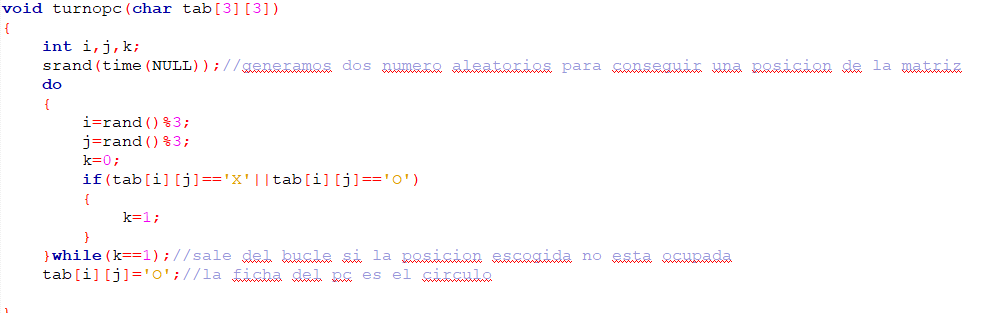 void turnopc(char tab[3][3])
{
    int i,j,k;
    srand(time(NULL));//generamos dos numero aleatorios para conseguir una posicion de la matriz
    do
    {
        i=rand()%3;
        j=rand()%3;
        k=0;
        if(tab[i][j]=='X'||tab[i][j]=='O')
        {
            k=1;
        }
    }while(k==1);//sale del bucle si la posicion escogida no esta ocupada
    tab[i][j]='O';//la ficha del pc es el circulo
}